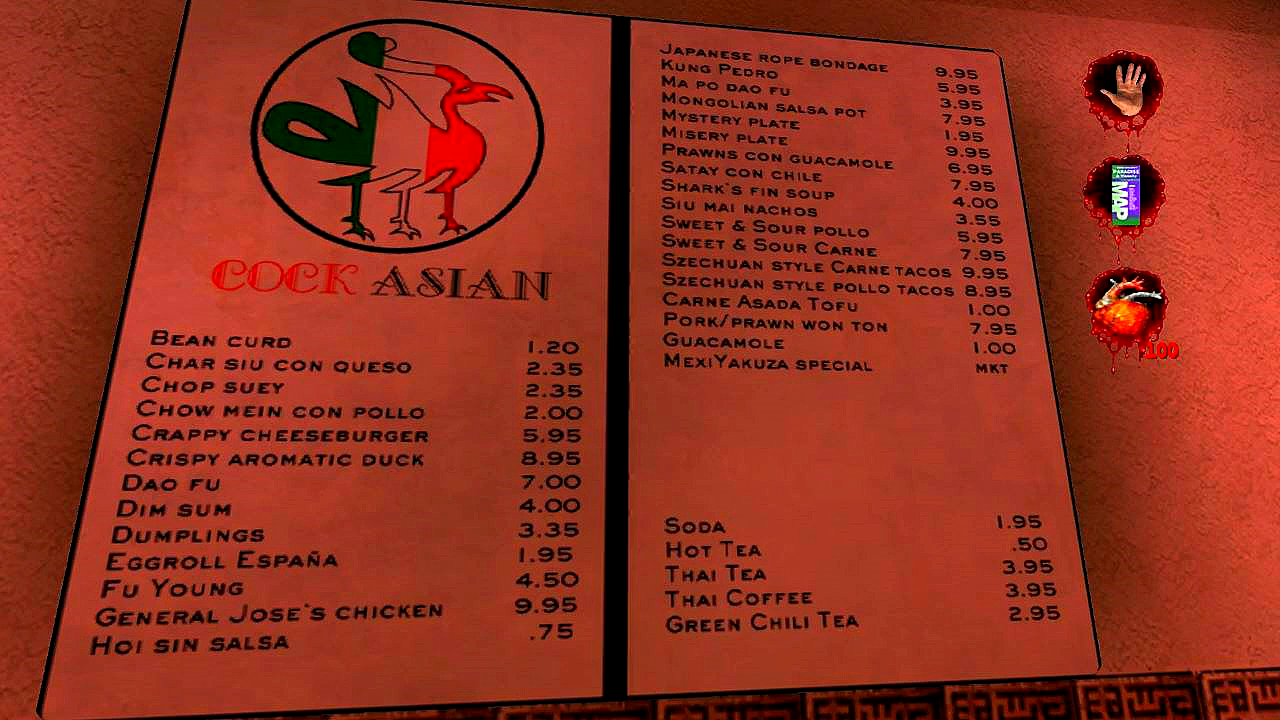 COCK ASIAN
BEAN CURD 1.20
CHAR SIU CON QUESO 2.35
CHOP SUEY 2.35
CHOW MEIN CON POLLO 2.00
CRAPPY CHEESEBURGER 5.95
CRISPY AROMATIC DUCK 8.95
DAO FU 7.00
DIM SUM 4.00
DUMPLINGS 3.35
EGGROLL ESPAÑA 1.95
FU YOUNG 4.50
GENERAL JOSE'S CHICKEN 9.95
HOI SIN SALSA .75
JAPANESE ROPE BONDAGE 9.95
KUNG PEDRO 5.95
MA PO DAO FU 3.95
MONGOLIAN SALSA POT 7.95
MYSTERY PLATE 1.95
MISERY PLATE 9.95
PRAWNS CON GUACAMOLE 6.95
SATAY CON CHILE 7.95
SHARK'S FIN SOUP 4.00
SIU MAI NACHOS 3.55
SWEET & SOUR POLLO 5.95
SWEET & SOUR CARNE 7.95
SZECHUAN STYLE CARNE TACOS 9.95
SZECHUAN STYLE POLLO TACOS 8.95
CARNE ASADA TOFU 1.00
PORK/PRAWN WON TON 7.95
GUACAMOLE 1.00
MEXIYAKUZA SPECIAL MKT
SODA 1.95
HOT TEA .50
THAI TEA 3.95
THAI COFFEE 3.95
GREEN CHILI TEA 2.95
PARADISE
MAP
100